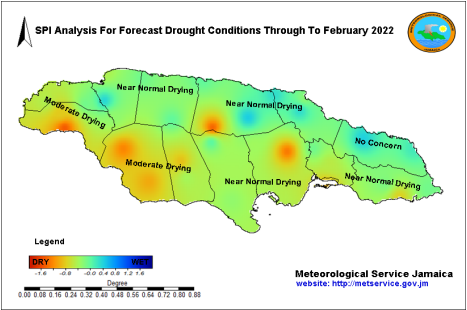 SPI Analysis For Forecast Drought Conditions Through To February 2022
Near Normal Drying
Moderate Drying
Near Normal Drying
No Concern
Moderate Drying
Near Normal Drying
Near Normal Drying
Legend
DRY WET
-1.6 -0.8 -0.0 0.4 0.8 1.2 1.6
Degree
0.00 0.08 0.16 0.24 0.32 0.40 0.48 0.56 0.64 0.72 0.80 0.88
Meteorological Service Jamaica
website: http://metservice.gov.jm